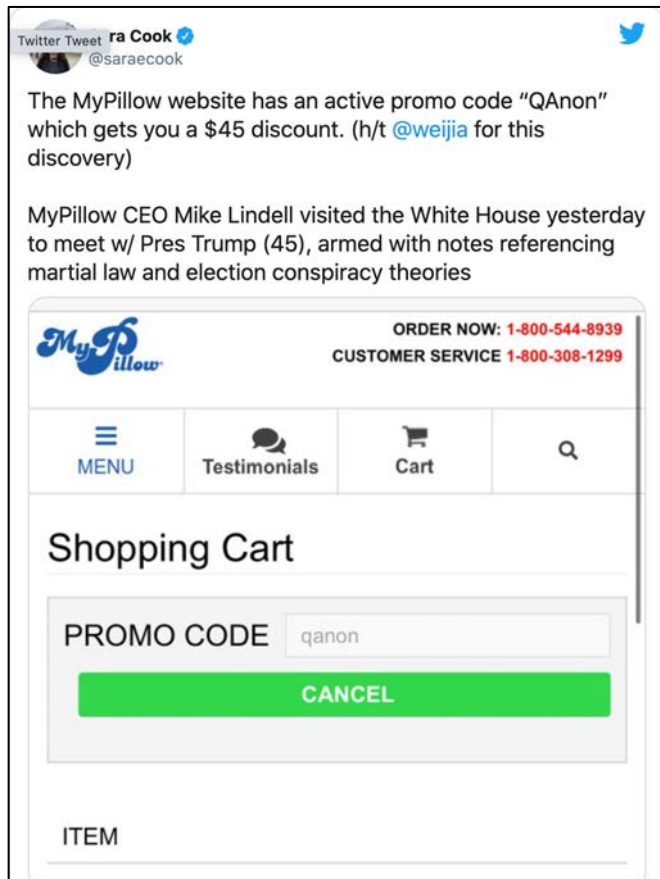 Twitter Tweet
ra Cook
@saraecook
The MyPillow website has an active promo code “QAnon”
which gets you a $45 discount. (h/t @weijia for this
discovery)
MyPillow CEO Mike Lindell visited the White House yesterday
to meet w/ Pres Trump (45), armed with notes referencing
martial law and election conspiracy theories
MyPillow
ORDER NOW: 1-800-544-8939
CUSTOMER SERVICE 1-800-308-1299
MENU
Testimonials
Cart
Shopping Cart
PROMO CODE qanon
CANCEL
ITEM